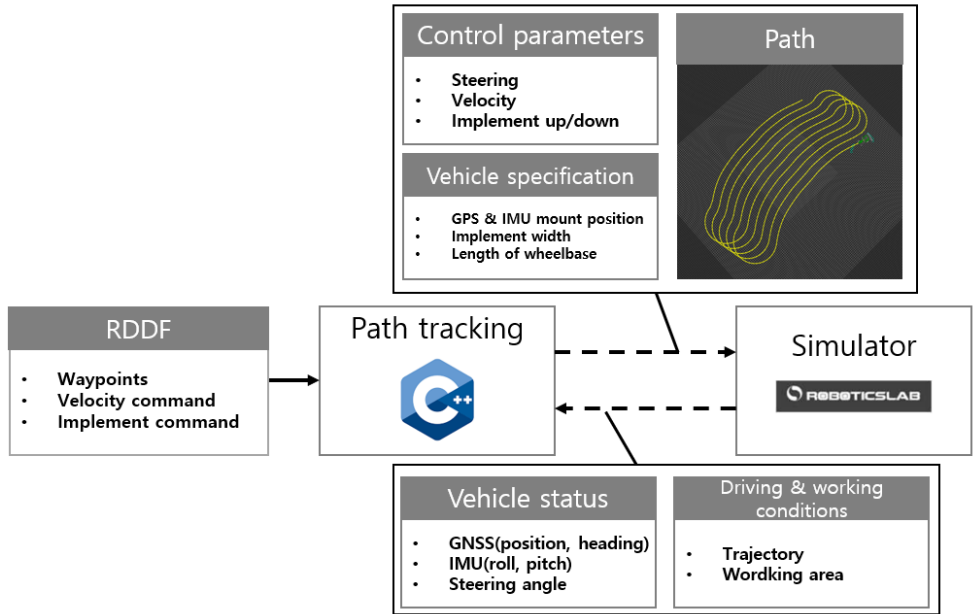 Control parameters
• Steering
• Velocity
• Implement up/down
Path
Vehicle specification
• GPS & IMU mount position
• Implement width
• Length of wheelbase
RDDF
• Waypoints
• Velocity command
• Implement command
Path tracking
C++
Simulator
ROBOTICSLAB
Vehicle status
• GNSS(position, heading)
• IMU(roll, pitch)
• Steering angle
Driving & working
conditions
• Trajectory
• Wordking area